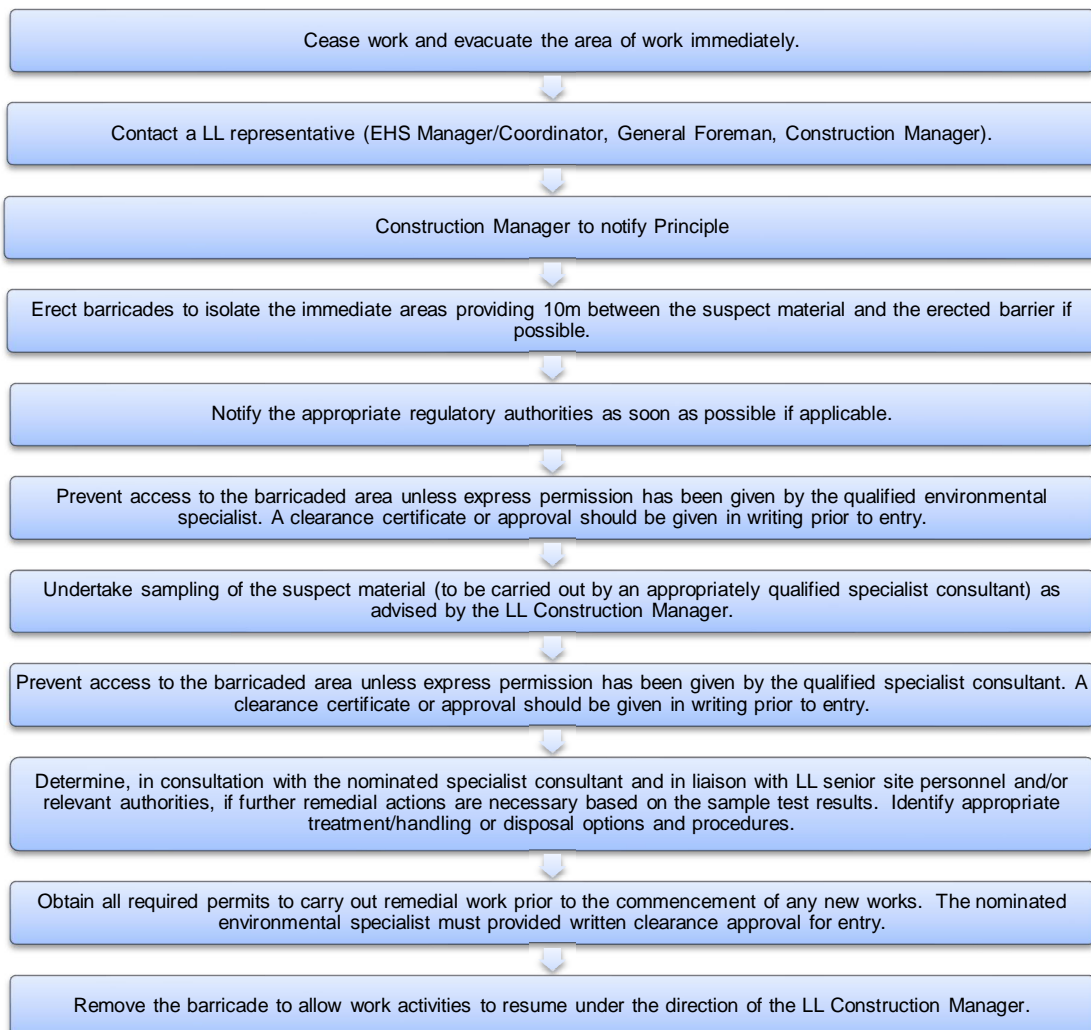 Cease work and evacuate the area of work immediately.
Contact a LL representative (EHS Manager/Coordinator, General Foreman, Construction Manager).
Construction Manager to notify Principle
Erect barricades to isolate the immediate areas providing 10m between the suspect material and the erected barrier if
possible.
Notify the appropriate regulatory authorities as soon as possible if applicable.
Prevent access to the barricaded area unless express permission has been given by the qualified environmental
specialist. A clearance certificate or approval should be given in writing prior to entry.
Undertake sampling of the suspect material (to be carried out by an appropriately qualified specialist consultant) as
advised by the LL Construction Manager.
Prevent access to the barricaded area unless express permission has been given by the qualified specialist consultant. A
clearance certificate or approval should be given in writing prior to entry.
Determine, in consultation with the nominated specialist consultant and in liaison with LL senior site personnel and/or
relevant authorities, if further remedial actions are necessary based on the sample test results. Identify appropriate
treatment/handling or disposal options and procedures.
Obtain all required permits to carry out remedial work prior to the commencement of any new works. The nominated
environmental specialist must provided written clearance approval for entry.
Remove the barricade to allow work activities to resume under the direction of the LL Construction Manager.